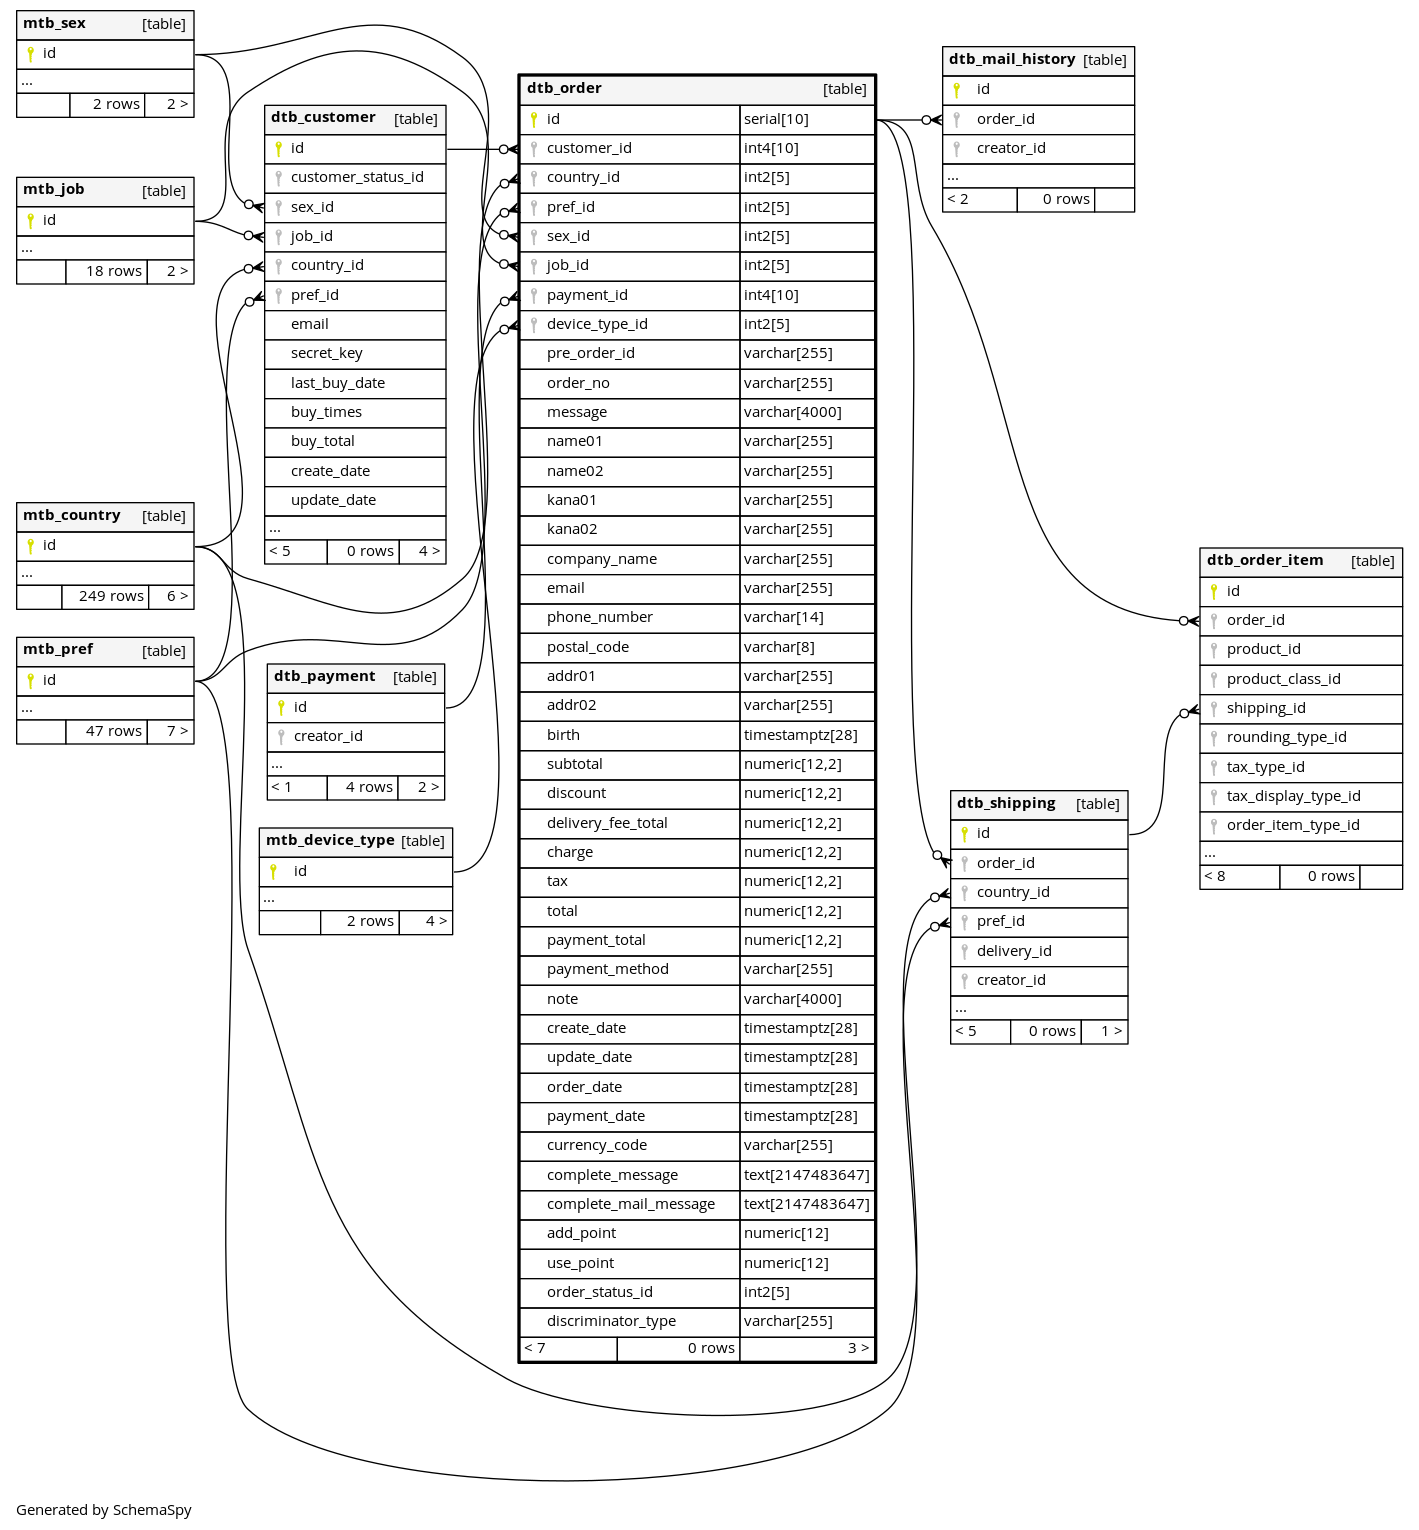 mtb_sex [table]
id
...
2 rows 2 >
mtb_job [table]
id
...
18 rows 2 >
mtb_country [table]
id
...
249 rows 6 >
mtb_pref [table]
id
...
47 rows 7 >
dtb_customer [table]
id
customer_status_id
sex_id
job_id
country_id
pref_id
email
secret_key
last_buy_date
buy_times
buy_total
create_date
update_date
...
< 5 0 rows 4 >
dtb_payment [table]
id
creator_id
...
< 1 4 rows 2 >
mtb_device_type [table]
id
...
2 rows 4 >
dtb_order [table]
id serial[10]
customer_id int4[10]
country_id int2[5]
pref_id int2[5]
sex_id int2[5]
job_id int2[5]
payment_id int4[10]
device_type_id int2[5]
pre_order_id varchar[255]
order_no varchar[255]
message varchar[4000]
name01 varchar[255]
name02 varchar[255]
kana01 varchar[255]
kana02 varchar[255]
company_name varchar[255]
email varchar[255]
phone_number varchar[14]
postal_code varchar[8]
addr01 varchar[255]
addr02 varchar[255]
birth timestamptz[28]
subtotal numeric[12,2]
discount numeric[12,2]
delivery_fee_total numeric[12,2]
charge numeric[12,2]
tax numeric[12,2]
total numeric[12,2]
payment_total numeric[12,2]
payment_method varchar[255]
note varchar[4000]
create_date timestamptz[28]
update_date timestamptz[28]
order_date timestamptz[28]
payment_date timestamptz[28]
currency_code varchar[255]
complete_message text[2147483647]
complete_mail_message text[2147483647]
add_point numeric[12]
use_point numeric[12]
order_status_id int2[5]
discriminator_type varchar[255]
< 7 0 rows 3 >
dtb_mail_history [table]
id
order_id
creator_id
...
< 2 0 rows
dtb_shipping [table]
id
order_id
country_id
pref_id
delivery_id
creator_id
...
< 5 0 rows 1 >
dtb_order_item [table]
id
order_id
product_id
product_class_id
shipping_id
rounding_type_id
tax_type_id
tax_display_type_id
order_item_type_id
...
< 8 0 rows
Generated by SchemaSpy